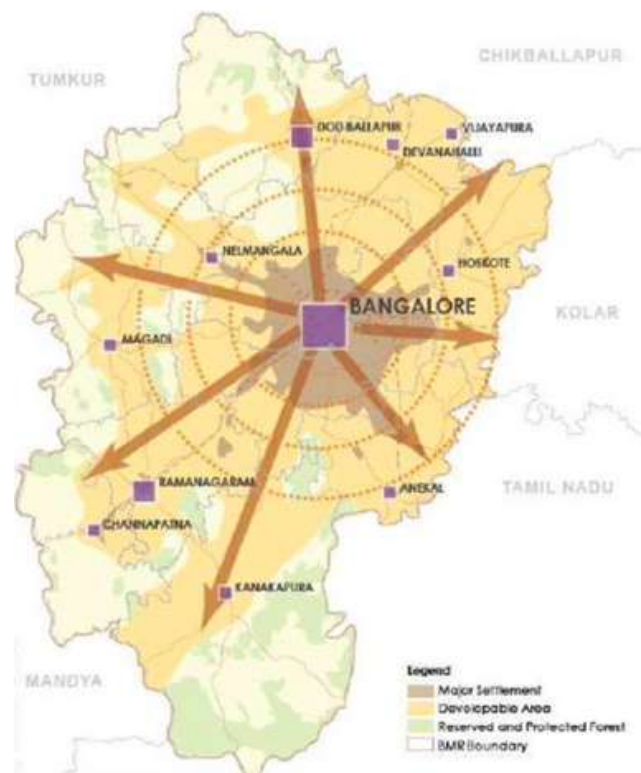 CHIKBALLAPUR
TUMKUR
DOD BALLAPUR
VIJAYAPURA
DEVANAHALLI
NELMANGALA
HOSKOTE
BANGALORE
KOLAR
MAGADI
RAMANAGARAM
ANEKAL
TAMIL NADU
CHANNAPATNA
KANAKAPURA
MANDYA
Legend
Major Settlement
Developable Area
Reserved and Protected Forest
BMR Boundary